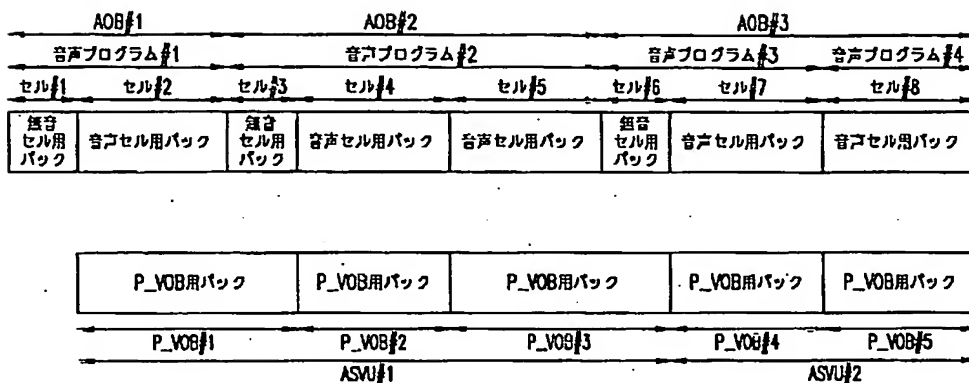 AOB#1 AOB#2 AOB#3
音声プログラム#1 音声プログラム#2 音声プログラム#3 音声プログラム#4
セル#1 セル#2 セル#3 セル#4 セル#5 セル#6 セル#7 セル#8
無音
セル用
パック
音声セル用パック
無音
セル用
パック
音声セル用パック
音声セル用パック
無音
セル用
パック
音声セル用パック
音声セル用パック
P_VOB用パック P_VOB用パック P_VOB用パック P_VOB用パック P_VOB用パック
P_VOB#1 P_VOB#2 P_VOB#3 P_VOB#4 P_VOB#5
ASVU#1 ASVU#2